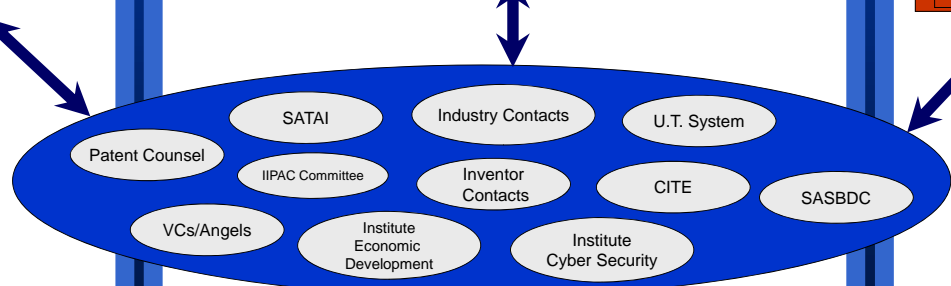 SATAI
Industry Contacts
U.T. System
Patent Counsel
IIPAC Committee
Inventor
Contacts
CITE
SASBDC
VCs/Angels
Institute
Economic
Development
Institute
Cyber Security